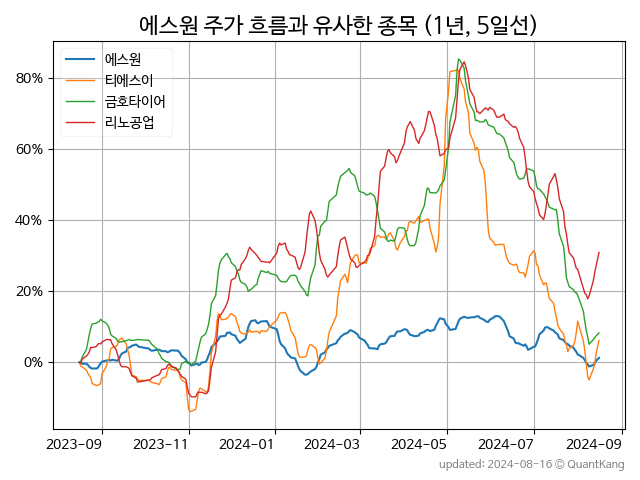 에스원 주가 흐름과 유사한 종목 (1년, 5일선)
에스원
티에스이
금호타이어
리노공업
80%
60%
40%
20%
0%
2023-09 2023-11 2024-01 2024-03 2024-05 2024-07 2024-09
updated: 2024-08-16 © QuantKang